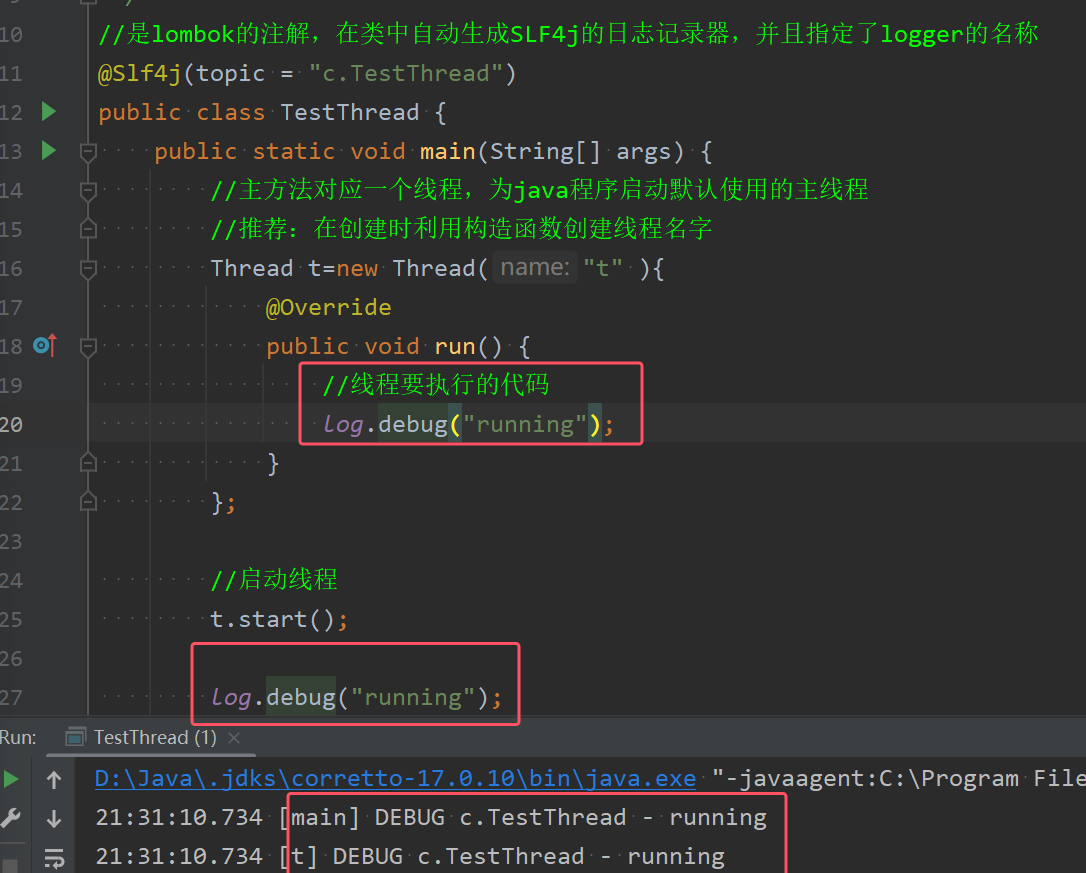 10 //是lombok的注解，在类中自动生成SLF4j的日志记录器，并且指定了logger的名称
11 @Slf4j(topic = "c.TestThread")
12 public class TestThread {
13 public static void main(String[] args) {
14 //主方法对应一个线程，为java程序启动默认使用的主线程
15 //推荐：在创建时利用构造函数创建线程名字
16 Thread t=new Thread( name: "t" ){
17 @Override
18 public void run() {
19 //线程要执行的代码
20 log.debug("running");
21 }
22 };
23
24 //启动线程
25 t.start();
26
27 log.debug("running");
Run: TestThread (1) ×
D:\Java\.jdks\corretto-17.0.10\bin\java.exe "-javaagent:C:\Program File
21:31:10.734 [main] DEBUG c.TestThread - running
21:31:10.734 [t] DEBUG c.TestThread - running